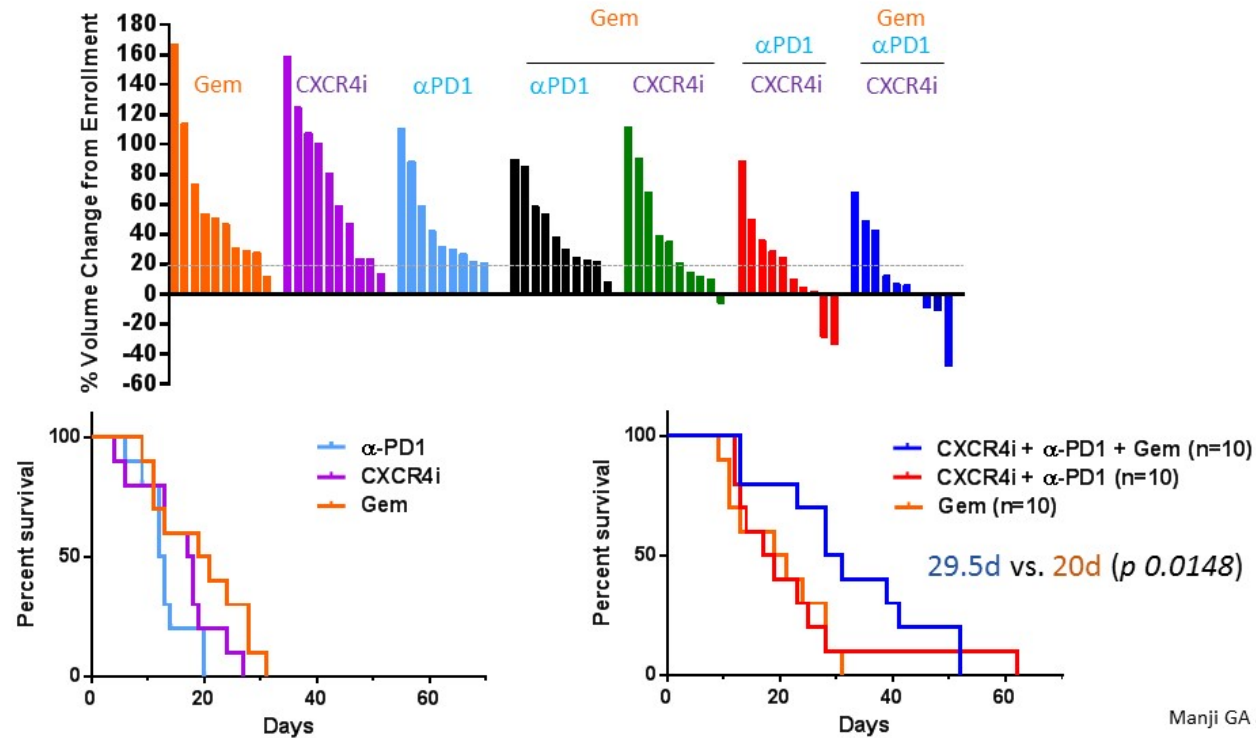 Gem
Gem
αPD1
αPD1
Gem
CXCR4i
αPD1
αPD1
CXCR4i
CXCR4i
CXCR4i
% Volume Change from Enrollment
180
160
140
120
100
80
60
40
20
0
-20
-40
-60
Percent survival
100
50
0
0
20
40
60
Days
α-PD1
CXCR4i
Gem
Percent survival
100
50
0
0
20
40
60
Days
CXCR4i + α-PD1 + Gem (n=10)
CXCR4i + α-PD1 (n=10)
Gem (n=10)
29.5d vs. 20d (p 0.0148)
Manji GA